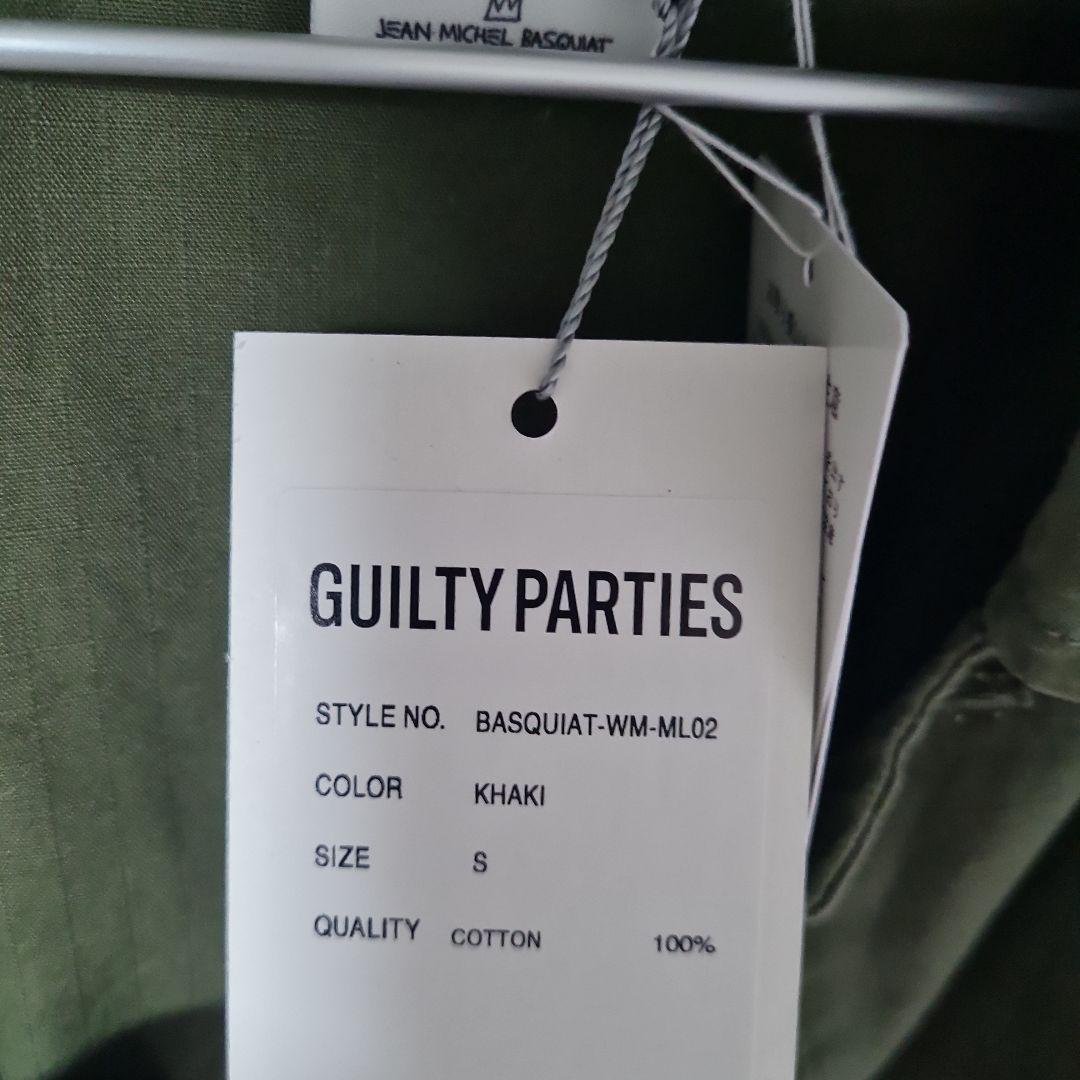 JEAN-MICHEL BASQUIAT
GUILTY PARTIES
STYLE NO. BASQUIAT-WM-ML02
COLOR KHAKI
SIZE S
QUALITY COTTON 100%